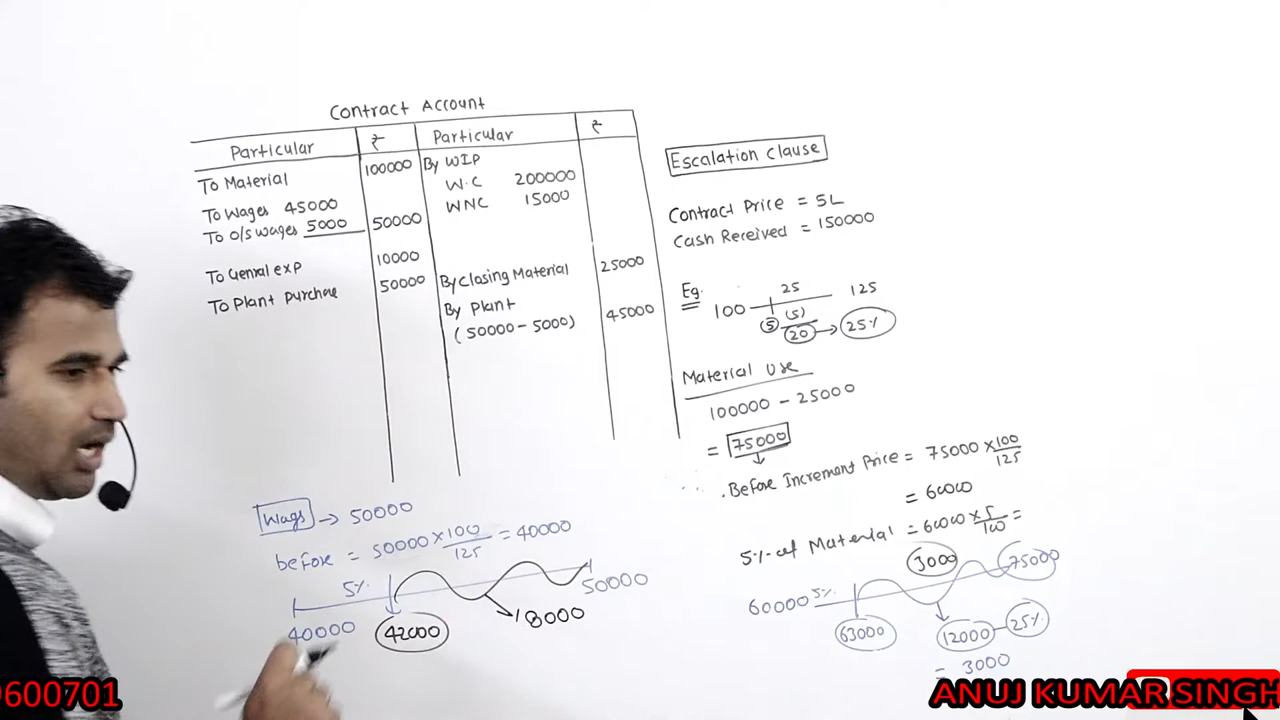 Contract Account
Particular ₹ Particular ₹
To Material 100000 By WIP
W.C 200000
To Wages 45000 WNC 15000
To O/S Wages 5000 50000
To Genral exp 10000
To Plant Purchase 50000 By Closing Material 25000
By Plant
(50000 - 5000) 45000
Escalation Clause
Contract Price = 5L
Cash Received = 150000
Eg. 25 125
100 (5)
5 20 → 25%
Material Use
100000 - 25000
= 75000
∴ Before Increment Price = 75000 × 100/125
= 60000
5% of Material = 60000 × 5/100 =
3000
60000 5% 75000
63000 12000 - 25%
= 3000
Wags → 50000
before = 50000 × 100/125 = 40000
5% 50000
40000 42000 → 8000
9600701
ANUJ KUMAR SINGH